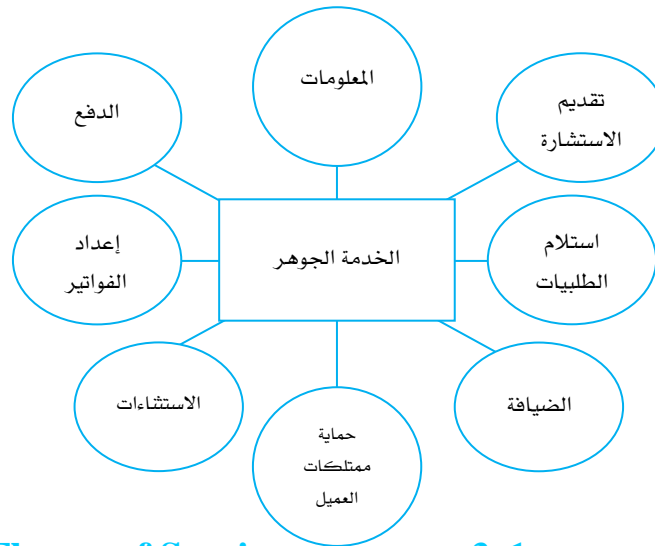 المعلومات
تقديم
الاستشارة
الدفع
استلام
الطلبيات
إعداد
الفواتير
الخدمة الجوهر
الضيافة
الاستثناءات
حماية
ممتلكات
العميل